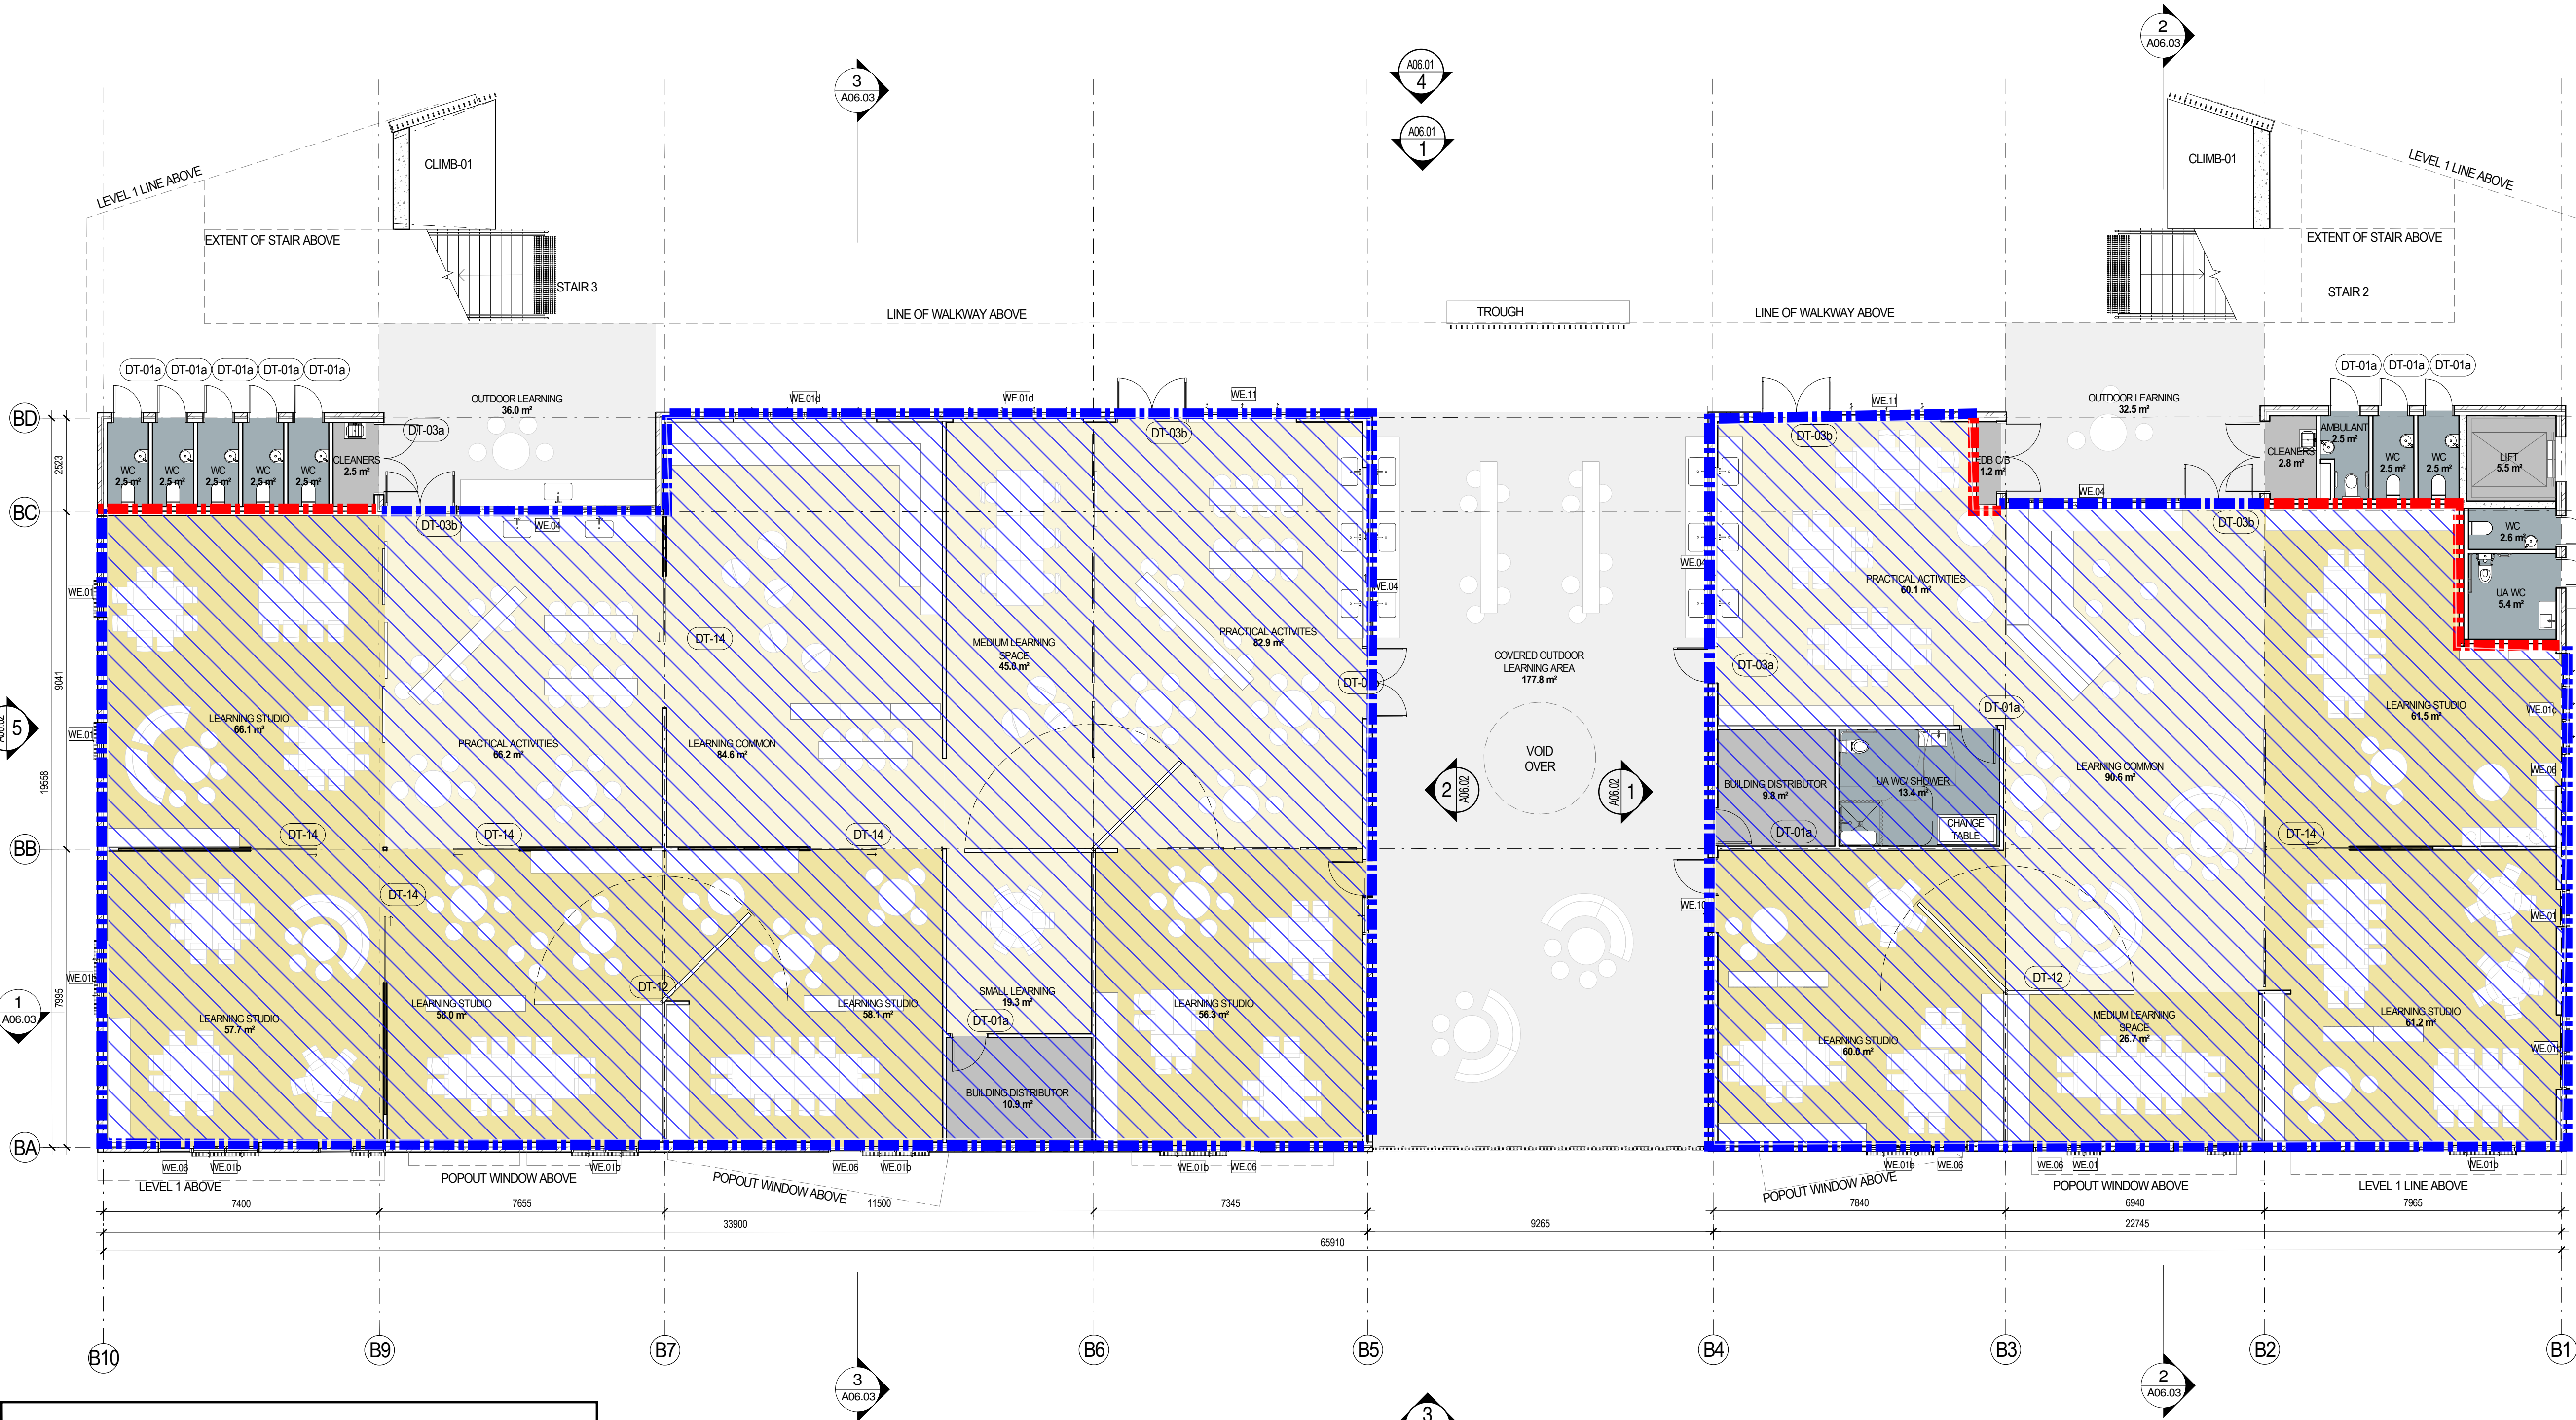 2
A06.03
3
A06.03
A06.01
4
A06.01
1
CLIMB-01
CLIMB-01
LEVEL 1 LINE ABOVE
LEVEL 1 LINE ABOVE
EXTENT OF STAIR ABOVE
EXTENT OF STAIR ABOVE
STAIR 3
STAIR 2
LINE OF WALKWAY ABOVE
TROUGH
LINE OF WALKWAY ABOVE
DT-01a
DT-01a
DT-01a
DT-01a
DT-01a
DT-01a
DT-01a
DT-01a
OUTDOOR LEARNING
36.0 m²
WE.01d
WE.01d
WE.11
WE.11
OUTDOOR LEARNING
32.5 m²
BD
DT-03a
DT-03b
DT-03b
2523
WC
2.5 m²
WC
2.5 m²
WC
2.5 m²
WC
2.5 m²
WC
2.5 m²
CLEANERS
2.5 m²
EDB C/B
1.2 m²
CLEANERS
2.8 m²
AMBULANT
2.5 m²
WC
2.5 m²
WC
2.5 m²
LIFT
5.5 m²
BC
DT-03b
WE.04
WE.04
DT-03b
WC
2.6 m²
UA WC
5.4 m²
WE.01
WE.04
WE.04
PRACTICAL ACTIVITIES
60.1 m²
DT-14
MEDIUM LEARNING
SPACE
45.0 m²
PRACTICAL ACTIVITES
82.9 m²
COVERED OUTDOOR
LEARNING AREA
177.8 m²
DT-03a
DT-0
9041
LEARNING STUDIO
66.1 m²
WE.01
PRACTICAL ACTIVITIES
66.2 m²
LEARNING COMMON
84.6 m²
DT-01a
LEARNING STUDIO
61.5 m²
WE.01c
5
VOID
OVER
19558
2
A06.02
1
A06.02
BUILDING DISTRIBUTOR
9.8 m²
UA WC/ SHOWER
13.4 m²
CHANGE
TABLE
LEARNING COMMON
90.6 m²
WE.06
BB
DT-14
DT-14
DT-14
DT-01a
DT-14
DT-14
WE.10
WE.01
WE.01b
7995
1
A06.03
DT-12
DT-12
LEARNING STUDIO
57.7 m²
LEARNING STUDIO
58.0 m²
LEARNING STUDIO
58.1 m²
SMALL LEARNING
19.3 m²
DT-01a
LEARNING STUDIO
56.3 m²
LEARNING STUDIO
60.0 m²
MEDIUM LEARNING
SPACE
26.7 m²
LEARNING STUDIO
61.2 m²
WE.01b
BUILDING DISTRIBUTOR
10.9 m²
BA
WE.06
WE.01b
WE.01b
WE.06
WE.01b
WE.01b
WE.06
WE.01b
WE.06
WE.06
WE.01
WE.01b
LEVEL 1 ABOVE
POPOUT WINDOW ABOVE
POPOUT WINDOW ABOVE
POPOUT WINDOW ABOVE
POPOUT WINDOW ABOVE
LEVEL 1 LINE ABOVE
7400
7655
11500
7345
7840
6940
7965
33900
9265
22745
65910
B10
B9
B7
B6
B5
B4
B3
B2
B1
3
A06.03
2
A06.03
3